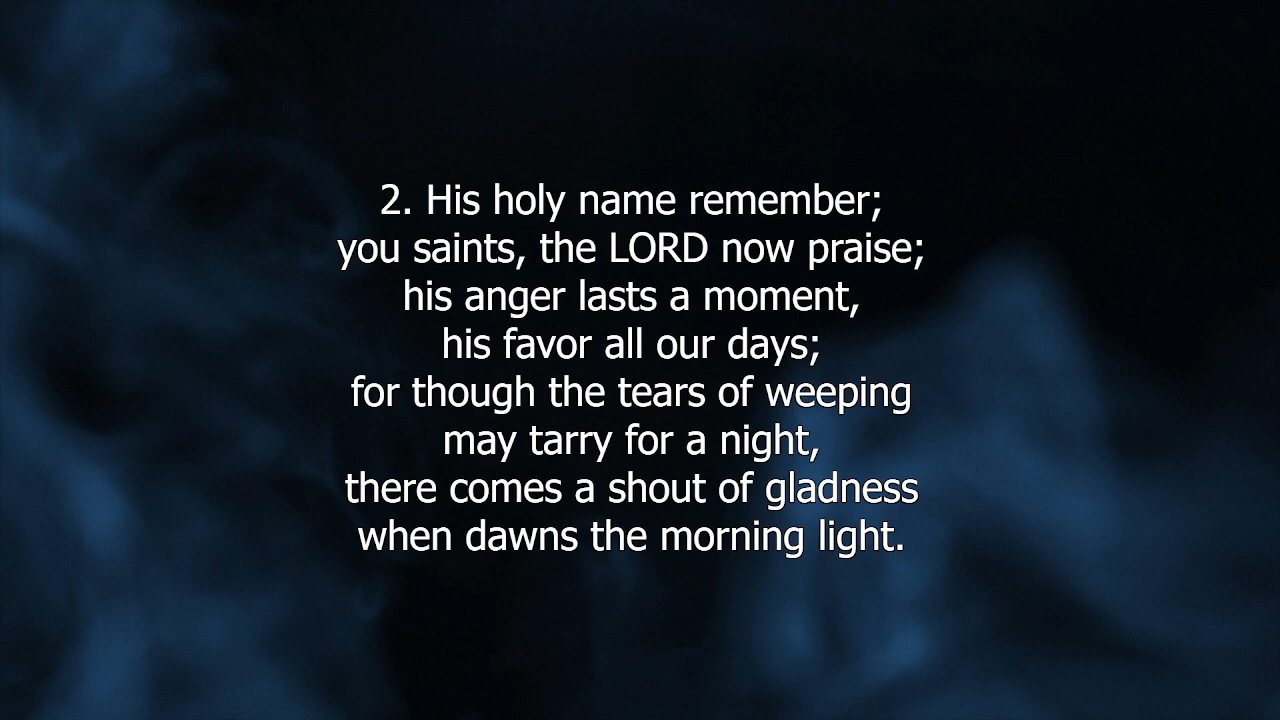 2. His holy name remember;
you saints, the LORD now praise;
his anger lasts a moment,
his favor all our days;
for though the tears of weeping
may tarry for a night,
there comes a shout of gladness
when dawns the morning light.